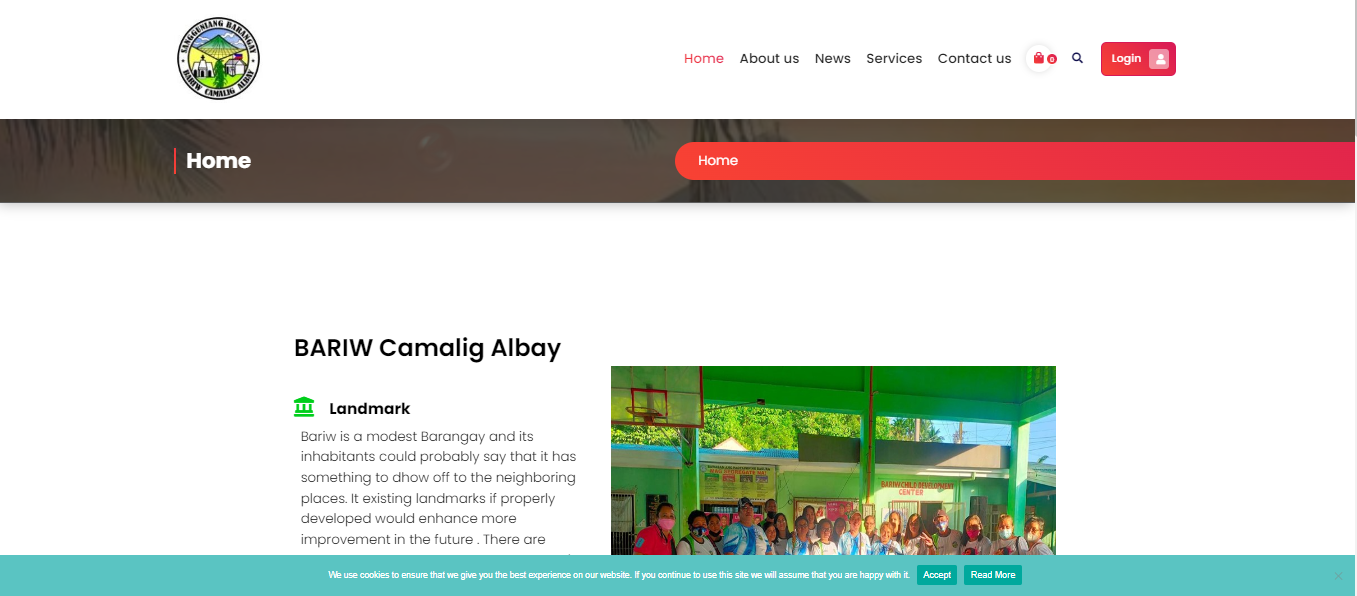 SANGGUNIANG BARANGAY
BARIW CAMALIG ALBAY
Home About us News Services Contact us 0 Login
Home
Home
BARIW Camalig Albay
Landmark
Bariw is a modest Barangay and its
inhabitants could probably say that it has
something to dhow off to the neighboring
places. It existing landmarks if properly
developed would enhance more
improvement in the future . There are
BARIW CHILD DEVELOPMENT
CENTER
We use cookies to ensure that we give you the best experience on our website. If you continue to use this site we will assume that you are happy with it. Accept Read More